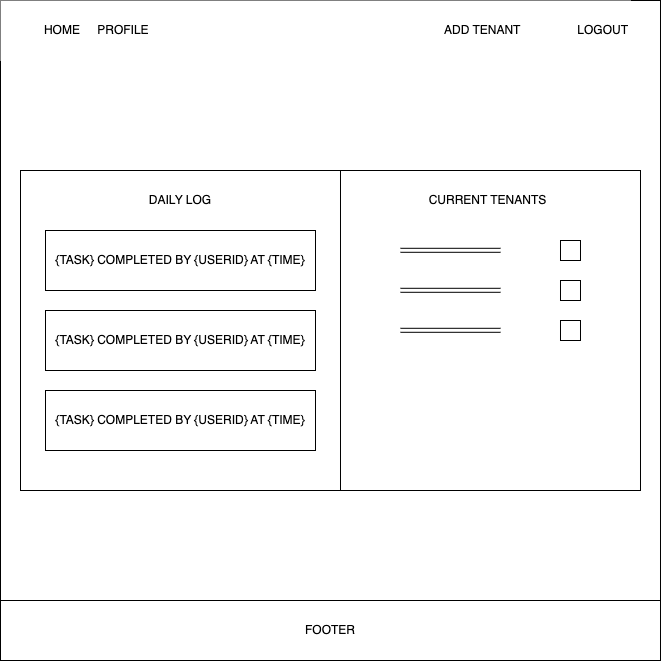 HOME PROFILE ADD TENANT LOGOUT
DAILY LOG CURRENT TENANTS
{TASK} COMPLETED BY {USERID} AT {TIME}
{TASK} COMPLETED BY {USERID} AT {TIME}
{TASK} COMPLETED BY {USERID} AT {TIME}
FOOTER